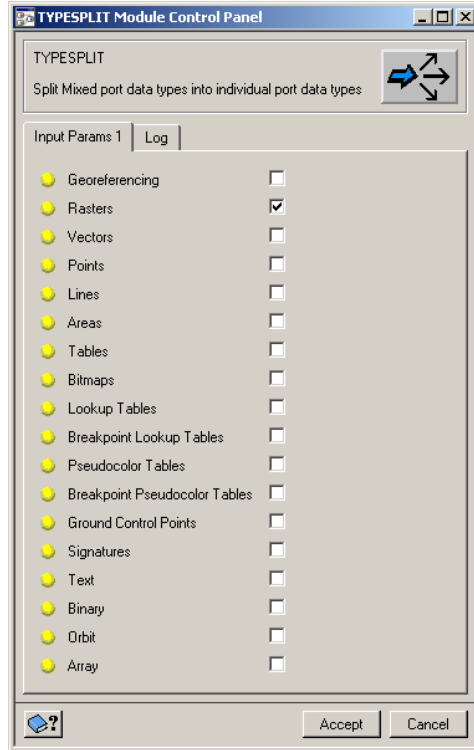 TYPESPLIT Module Control Panel
TYPESPLIT
Split Mixed port data types into individual port data types
Input Params 1 Log
Georeferencing
Rasters
Vectors
Points
Lines
Areas
Tables
Bitmaps
Lookup Tables
Breakpoint Lookup Tables
Pseudocolor Tables
Breakpoint Pseudocolor Tables
Ground Control Points
Signatures
Text
Binary
Orbit
Array
? Accept Cancel